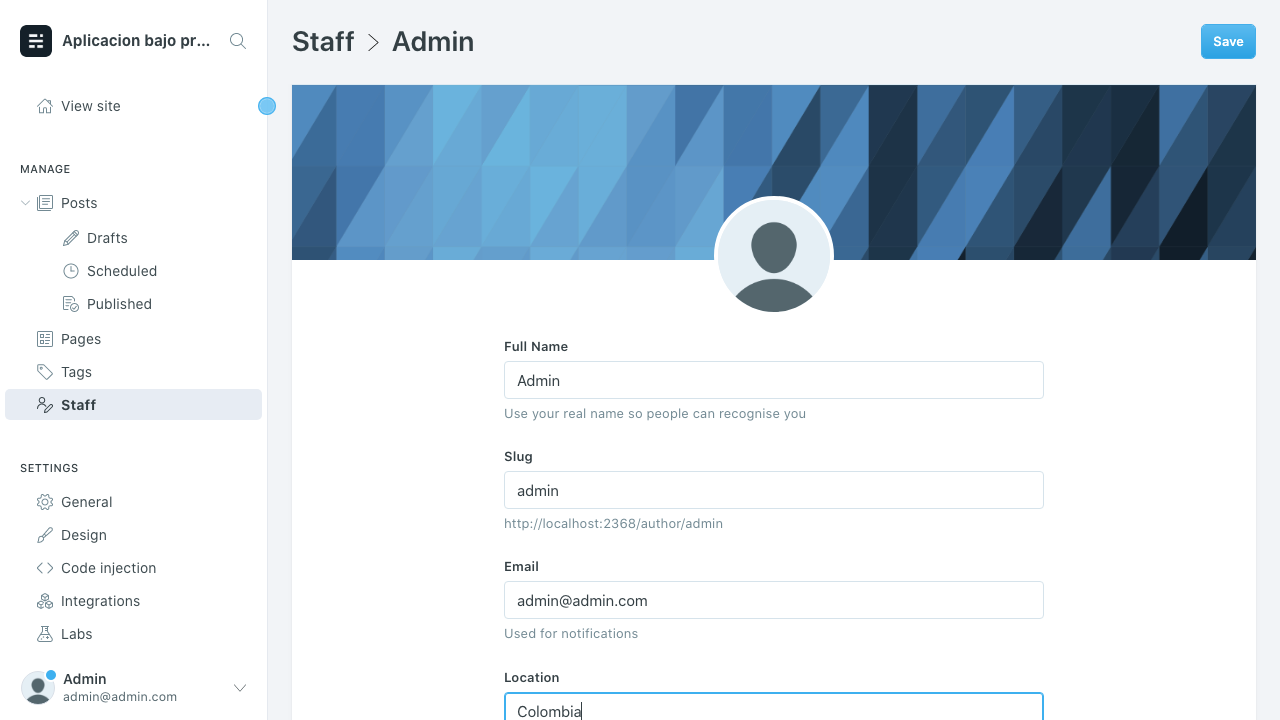 Aplicacion bajo pr...
View site
MANAGE
Posts
Drafts
Scheduled
Published
Pages
Tags
Staff
SETTINGS
General
Design
Code injection
Integrations
Labs
Admin
admin@admin.com
Staff > Admin
Save
Full Name
Admin
Use your real name so people can recognise you
Slug
admin
http://localhost:2368/author/admin
Email
admin@admin.com
Used for notifications
Location
Colombia